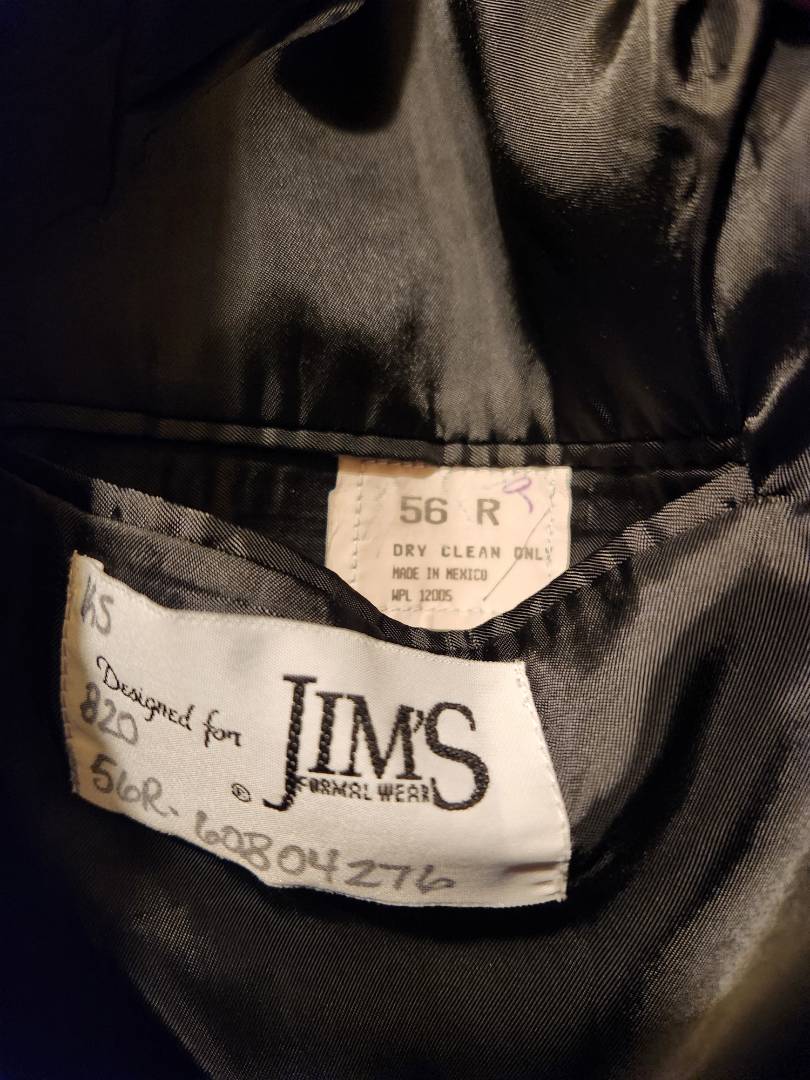 56 R
DRY CLEAN ONLY
MADE IN MEXICO
WPL 12005
KS
Designed for
820
JIM'S
® FORMAL WEAR
56R. 60804276